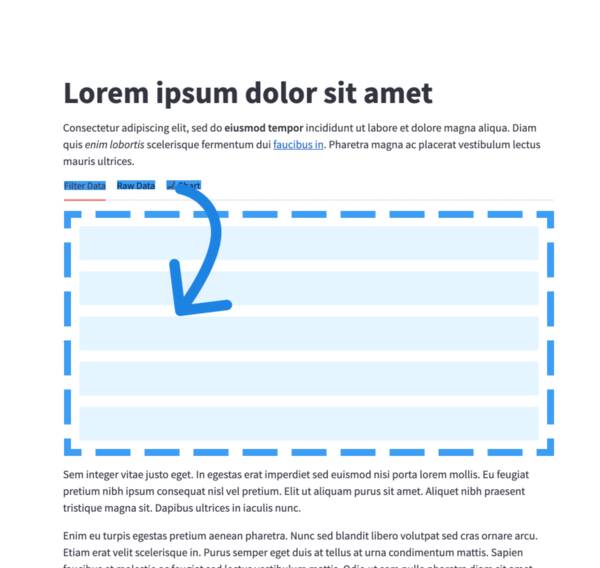 Lorem ipsum dolor sit amet
Consectetur adipiscing elit, sed do eiusmod tempor incididunt ut labore et dolore magna aliqua. Diam
quis enim lobortis scelerisque fermentum dui faucibus in. Pharetra magna ac placerat vestibulum lectus
mauris ultrices.
Filter Data Raw Data Chart
Sem integer vitae justo eget. In egestas erat imperdiet sed euismod nisi porta lorem mollis. Eu feugiat
pretium nibh ipsum consequat nisl vel pretium. Elit ut aliquam purus sit amet. Aliquet nibh praesent
tristique magna sit. Dapibus ultrices in iaculis nunc.
Enim eu turpis egestas pretium aenean pharetra. Nunc sed blandit libero volutpat sed cras ornare arcu.
Etiam erat velit scelerisque in. Purus semper eget duis at tellus at urna condimentum mattis. Sapien